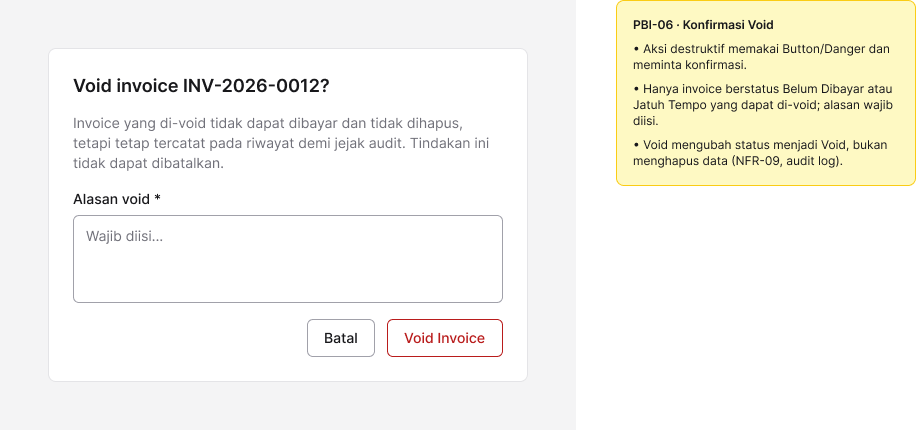 Void invoice INV-2026-0012?
Invoice yang di-void tidak dapat dibayar dan tidak dihapus,
tetapi tetap tercatat pada riwayat demi jejak audit. Tindakan ini
tidak dapat dibatalkan.
Alasan void *
Wajib diisi...
Batal
Void Invoice
PBI-06 · Konfirmasi Void
• Aksi destruktif memakai Button/Danger dan
meminta konfirmasi.
• Hanya invoice berstatus Belum Dibayar atau
Jatuh Tempo yang dapat di-void; alasan wajib
diisi.
• Void mengubah status menjadi Void, bukan
menghapus data (NFR-09, audit log).